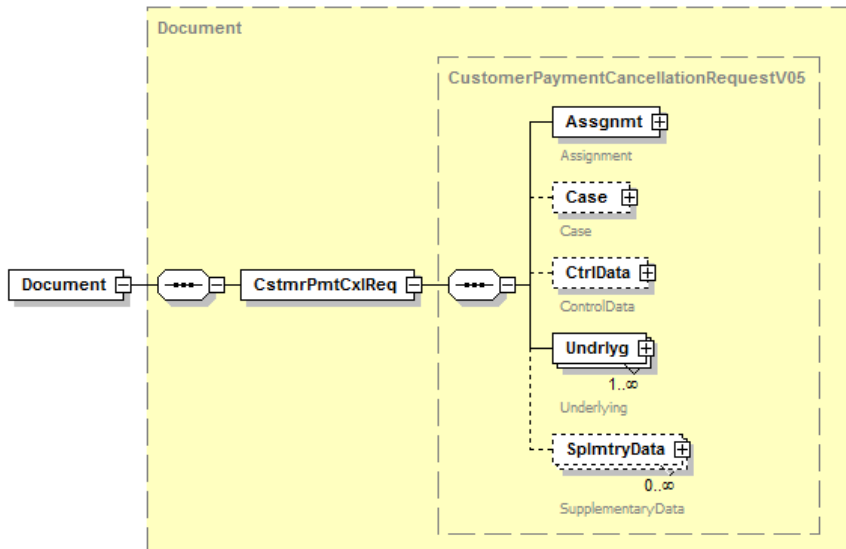 Document
CustomerPaymentCancellationRequestV05
Assgnmt
Assignment
Case
Case
CtrlData
ControlData
Document
CstmrPmtCxlReq
Undrlyg
1..∞
Underlying
SplmtryData
0..∞
SupplementaryData